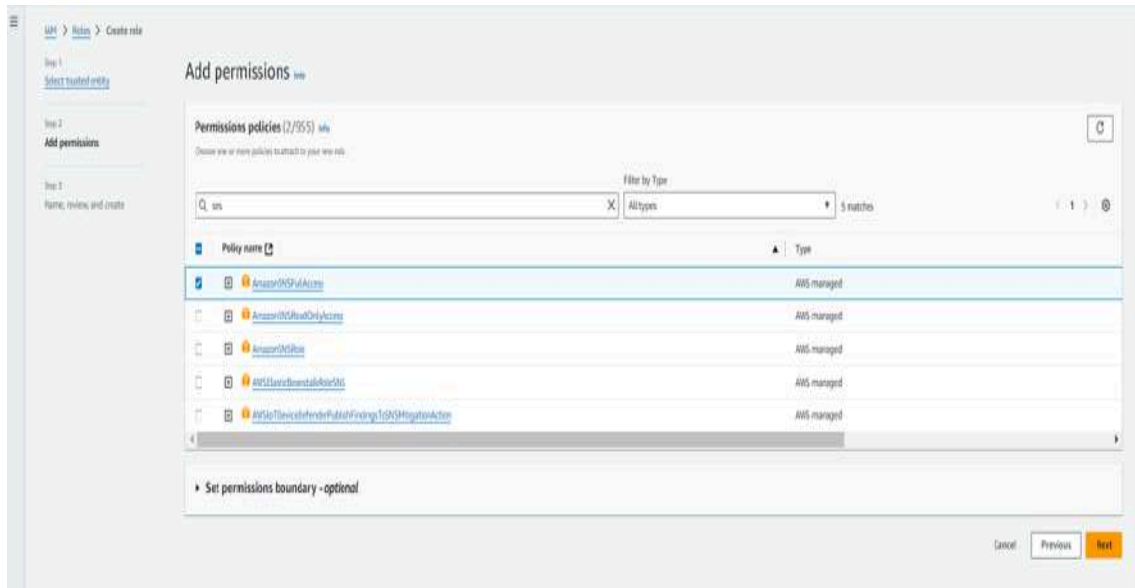 IAM > Roles > Create role
Step 1
Select trusted entity
Step 2
Add permissions
Step 3
Name, review, and create
Add permissions Info
Permissions policies (2/955) Info
Choose one or more policies to attach to your new role.
Filter by Type
sns
All types
5 matches
1
Policy name
Type
AmazonSNSFullAccess
AWS managed
AmazonSNSReadOnlyAccess
AWS managed
AmazonSNSRole
AWS managed
AWSElasticBeanstalkRoleSNS
AWS managed
AWSIoTDeviceDefenderPublishFindingsToSNSMitigationAction
AWS managed
Set permissions boundary - optional
Cancel
Previous
Next